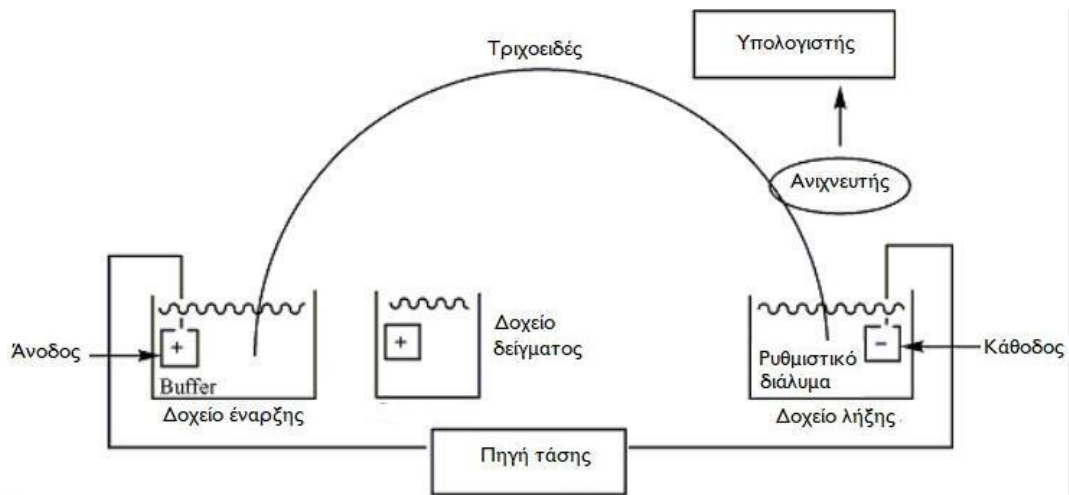 Υπολογιστής
Τριχοειδές
Ανιχνευτής
Άνοδος
+
Buffer
Δοχείο έναρξης
+
Δοχείο
δείγματος
Ρυθμιστικό
διάλυμα
-
Κάθοδος
Δοχείο λήξης
Πηγή τάσης